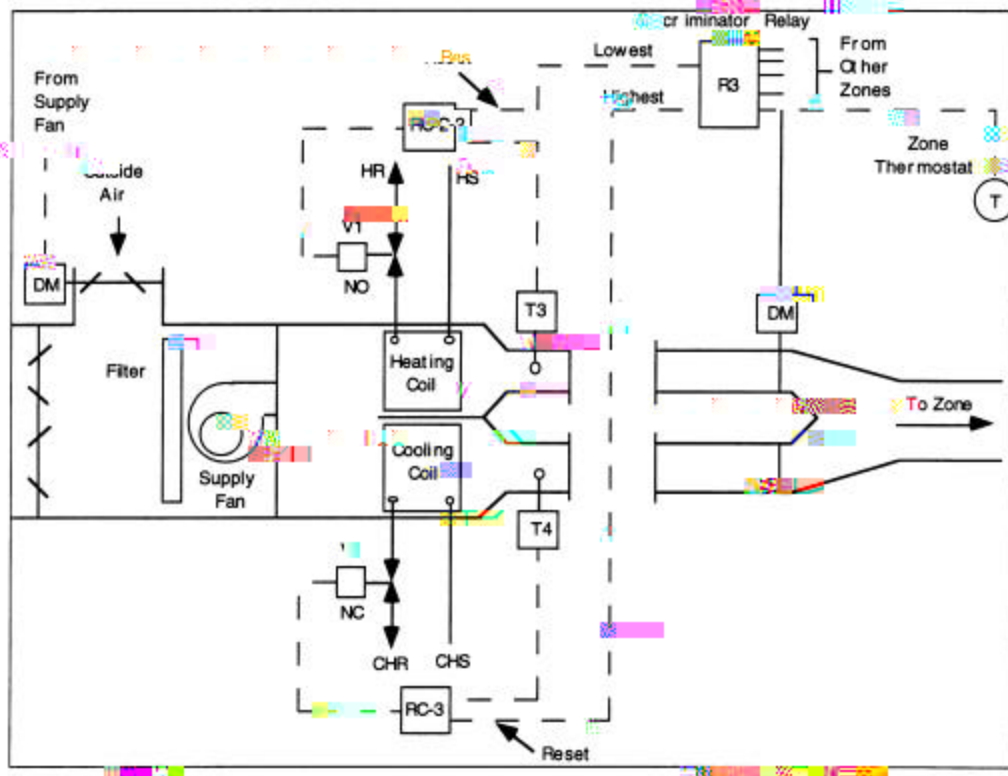 Relay
Lowest
From
Other
Zones
R3
From
Supply
Fan
Highest
Zone
Thermostat
T
HR
HS
Air
V1
NO
DM
T3
DM
Filter
Heating
Coil
To Zone
Cooling
Coil
Supply
Fan
T4
NC
CHR
CHS
RC-3
Reset